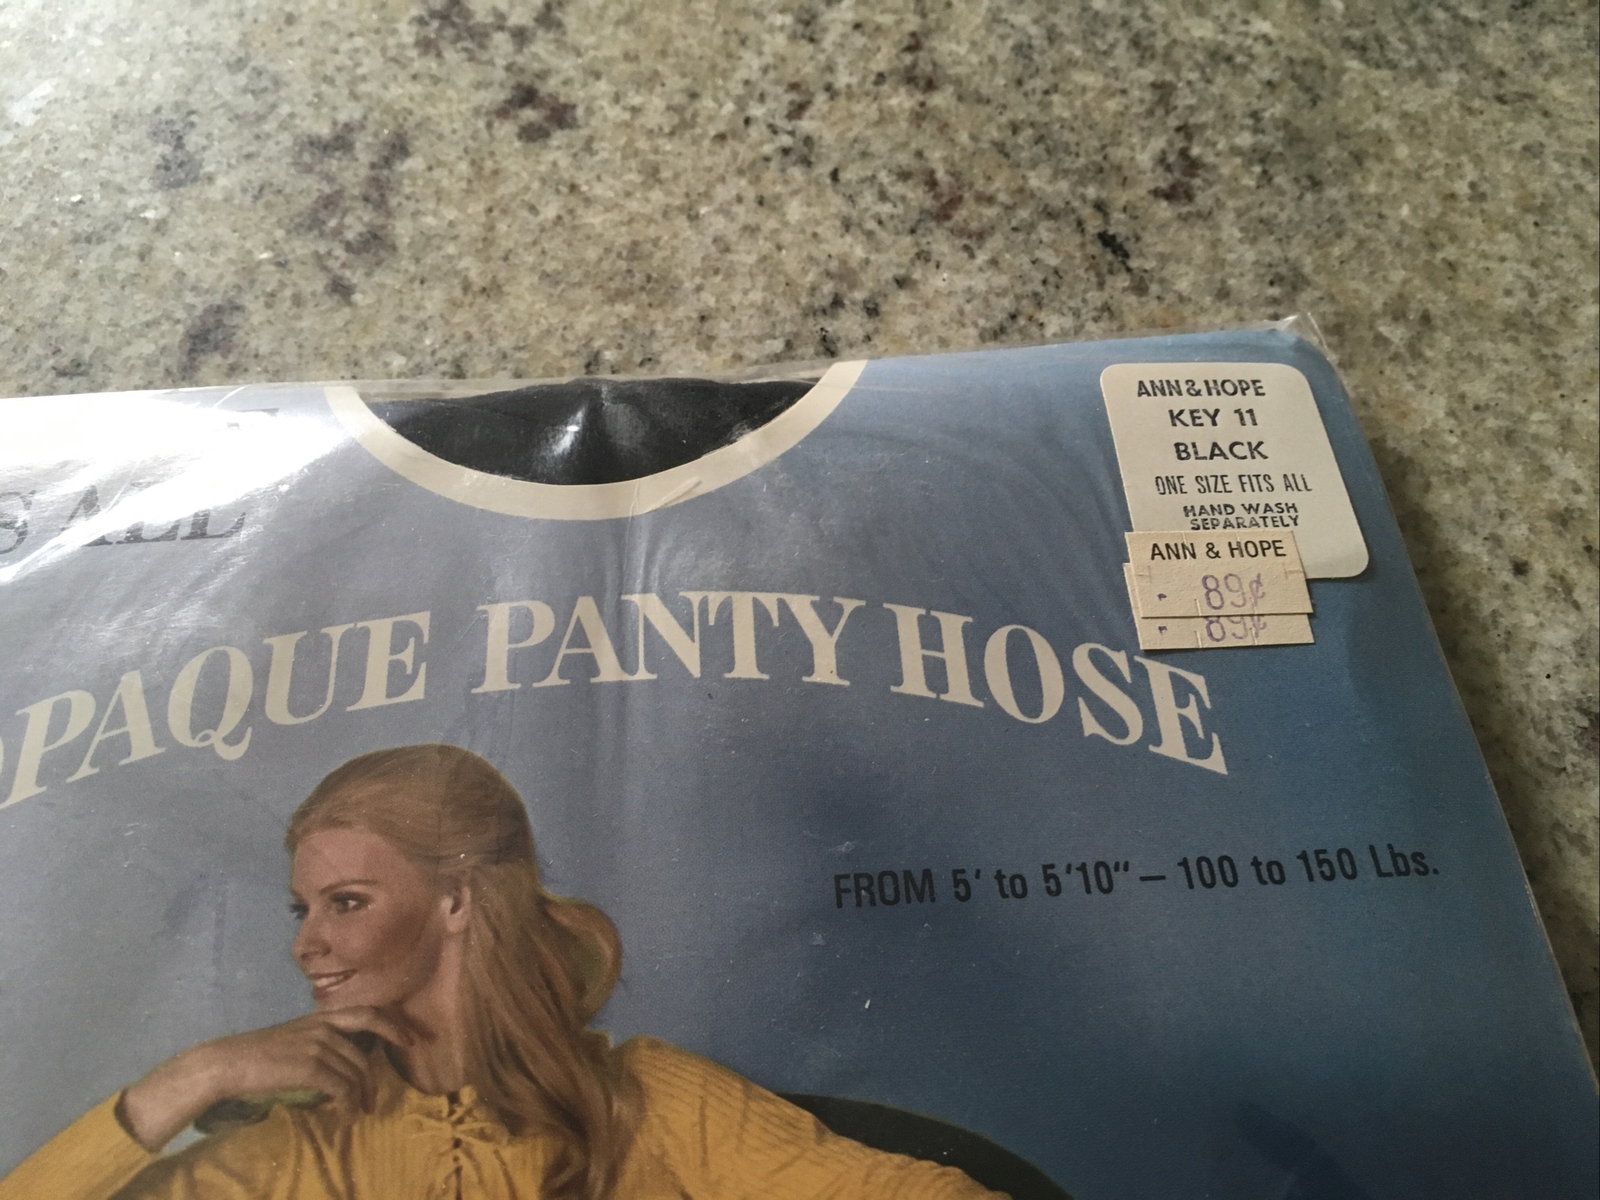 S ALL
OPAQUE PANTY HOSE
FROM 5' to 5'10" – 100 to 150 Lbs.
ANN & HOPE
KEY 11
BLACK
ONE SIZE FITS ALL
HAND WASH
SEPARATELY
ANN & HOPE
89¢
89¢